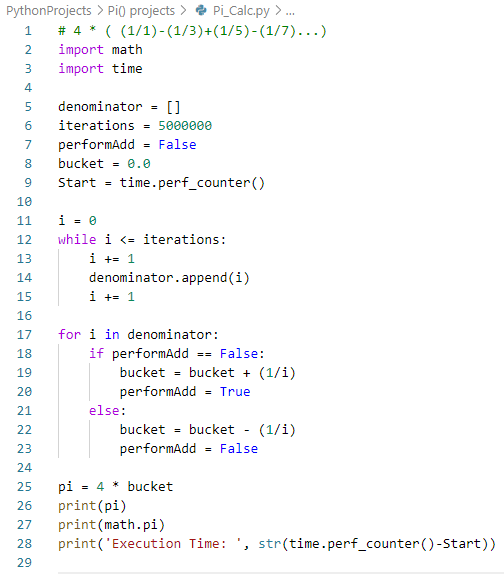 PythonProjects > Pi() projects > Pi_Calc.py > ...
1 # 4 * ( (1/1)-(1/3)+(1/5)-(1/7)...)
2 import math
3 import time
4
5 denominator = []
6 iterations = 5000000
7 performAdd = False
8 bucket = 0.0
9 Start = time.perf_counter()
10
11 i = 0
12 while i <= iterations:
13     i += 1
14     denominator.append(i)
15     i += 1
16
17 for i in denominator:
18     if performAdd == False:
19         bucket = bucket + (1/i)
20         performAdd = True
21     else:
22         bucket = bucket - (1/i)
23         performAdd = False
24
25 pi = 4 * bucket
26 print(pi)
27 print(math.pi)
28 print('Execution Time: ', str(time.perf_counter()-Start))
29